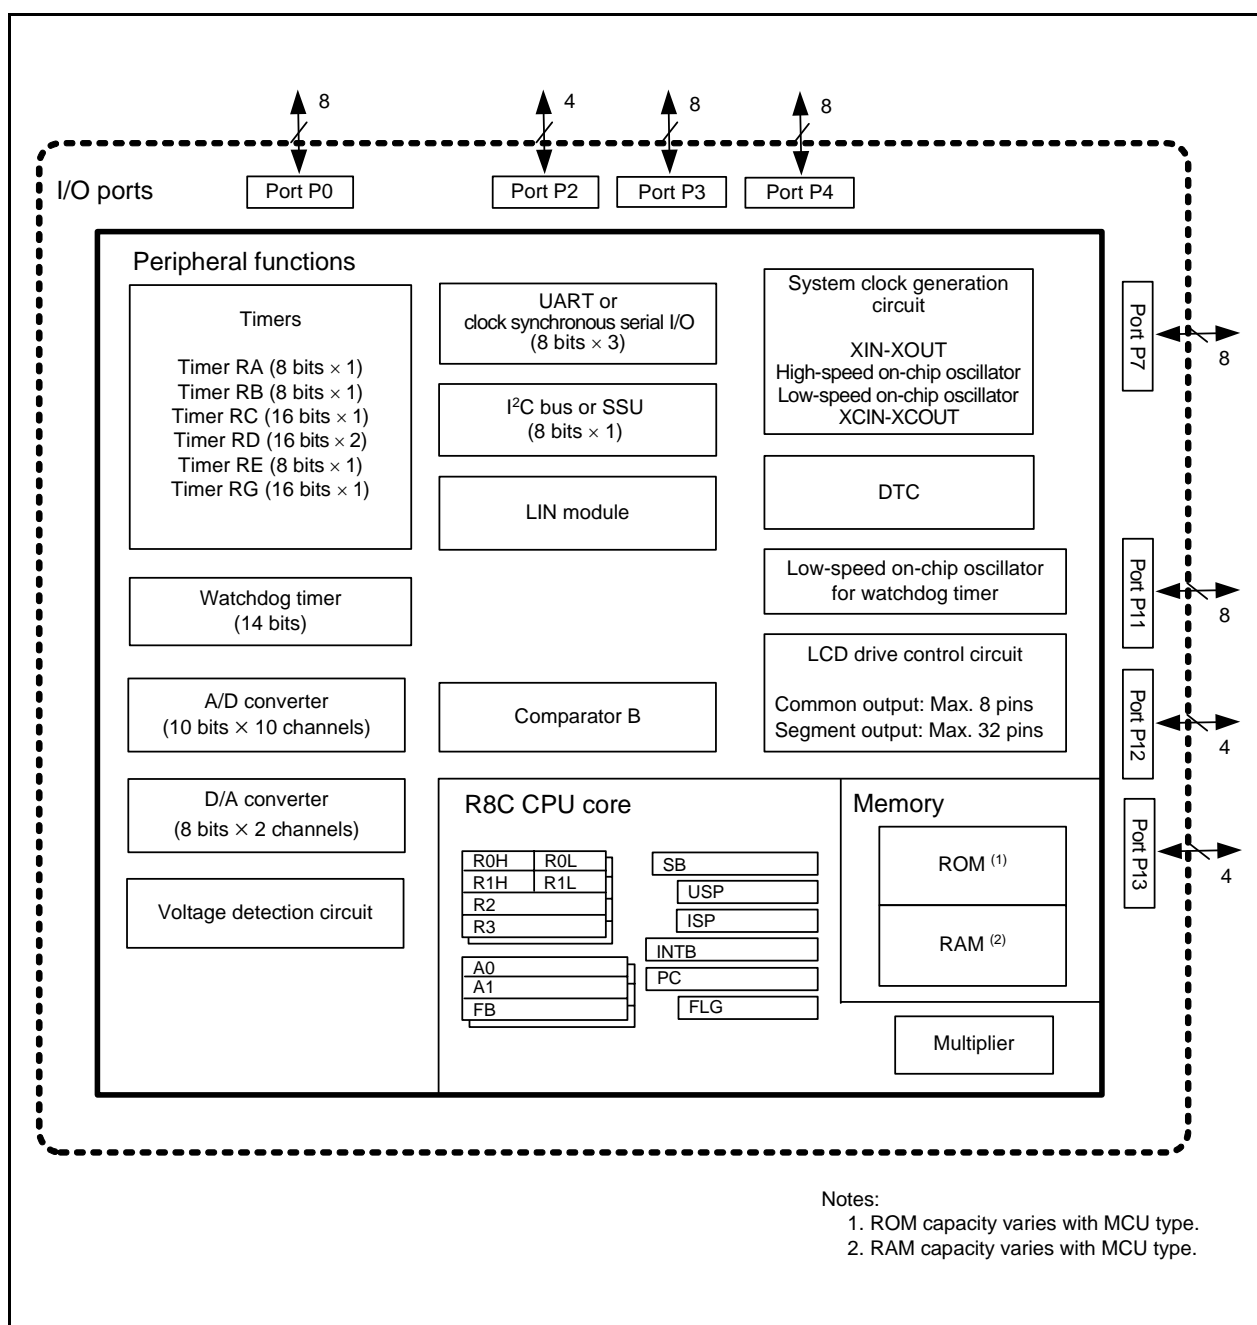 8
4
8
8
I/O ports
Port P0
Port P2
Port P3
Port P4
Peripheral functions
Timers
Timer RA (8 bits × 1)
Timer RB (8 bits × 1)
Timer RC (16 bits × 1)
Timer RD (16 bits × 2)
Timer RE (8 bits × 1)
Timer RG (16 bits × 1)
UART or
clock synchronous serial I/O
(8 bits × 3)
I²C bus or SSU
(8 bits × 1)
LIN module
System clock generation
circuit
XIN-XOUT
High-speed on-chip oscillator
Low-speed on-chip oscillator
XCIN-XCOUT
DTC
Low-speed on-chip oscillator
for watchdog timer
LCD drive control circuit
Common output: Max. 8 pins
Segment output: Max. 32 pins
Watchdog timer
(14 bits)
A/D converter
(10 bits × 10 channels)
Comparator B
D/A converter
(8 bits × 2 channels)
Voltage detection circuit
R8C CPU core
R0H
R0L
R1H
R1L
R2
R3
A0
A1
FB
SB
USP
ISP
INTB
PC
FLG
Memory
ROM (1)
RAM (2)
Multiplier
Port P7
8
Port P11
8
Port P12
4
Port P13
4
Notes:
1. ROM capacity varies with MCU type.
2. RAM capacity varies with MCU type.